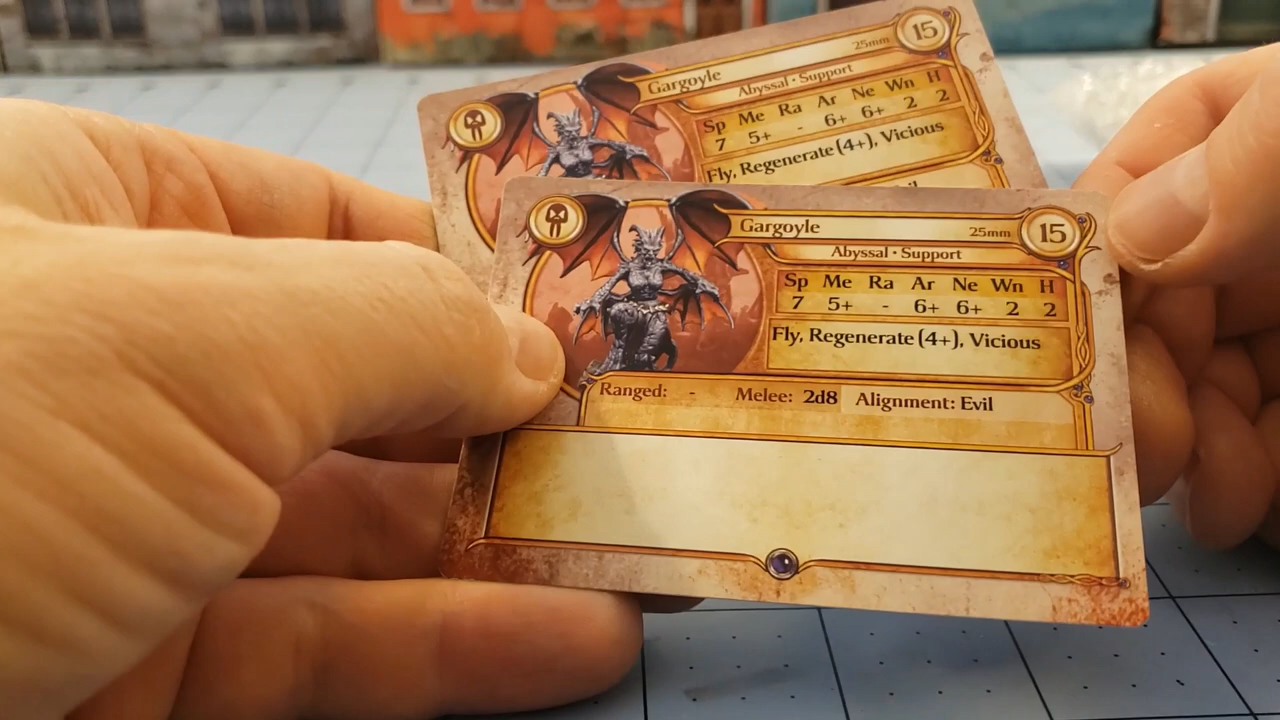 Gargoyle 25mm 15
Abyssal · Support
Sp Me Ra Ar Ne Wn H
7 5+ - 6+ 6+ 2 2
Fly, Regenerate (4+), Vicious
Evil
Gargoyle 25mm 15
Abyssal · Support
Sp Me Ra Ar Ne Wn H
7 5+ - 6+ 6+ 2 2
Fly, Regenerate (4+), Vicious
Ranged: - Melee: 2d8 Alignment: Evil